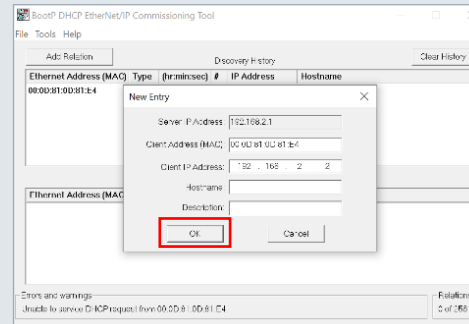 BootP DHCP EtherNet/IP Commissioning Tool
File Tools Help
Add Relation
Discovery History
Clear History
Ethernet Address (MAC) Type (hr:min:sec) # IP Address Hostname
00:0D:81:0D:81:E4
New Entry
Server IP Address: 192.168.2.1
Client Address (MAC): 00:0D:81:0D:81:E4
Client IP Address: 192 . 168 . 2 . 2
Hostname:
Description:
OK Cancel
Ethernet Address (MAC
Errors and warnings
Unable to service DHCP request from 00:0D:81:0D:81:E4.
Relations
0 of 256